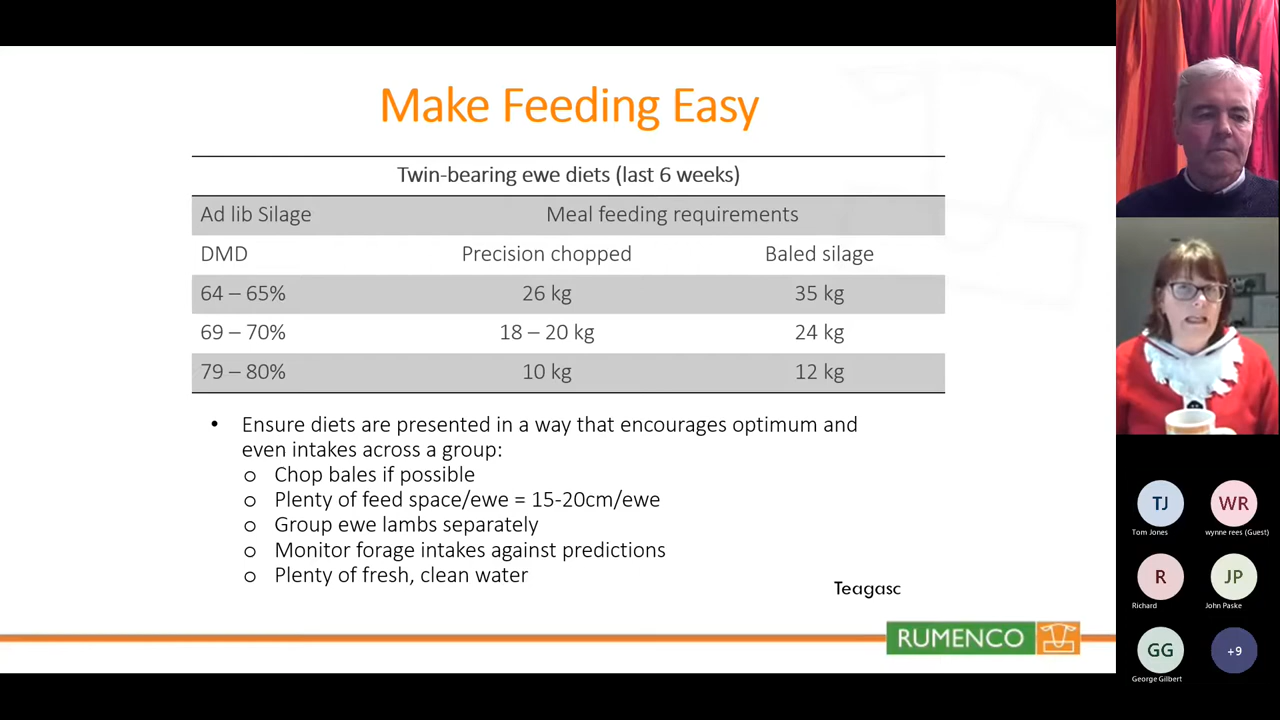 Make Feeding Easy
Twin-bearing ewe diets (last 6 weeks)
Ad lib Silage Meal feeding requirements
DMD Precision chopped Baled silage
64 – 65% 26 kg 35 kg
69 – 70% 18 – 20 kg 24 kg
79 – 80% 10 kg 12 kg
• Ensure diets are presented in a way that encourages optimum and
even intakes across a group:
o Chop bales if possible
o Plenty of feed space/ewe = 15-20cm/ewe
o Group ewe lambs separately
o Monitor forage intakes against predictions
o Plenty of fresh, clean water
Teagasc
RUMENCO
TJ WR
Tom Jones wynne rees (Guest)
R JP
Richard John Paske
GG +9
George Gilbert